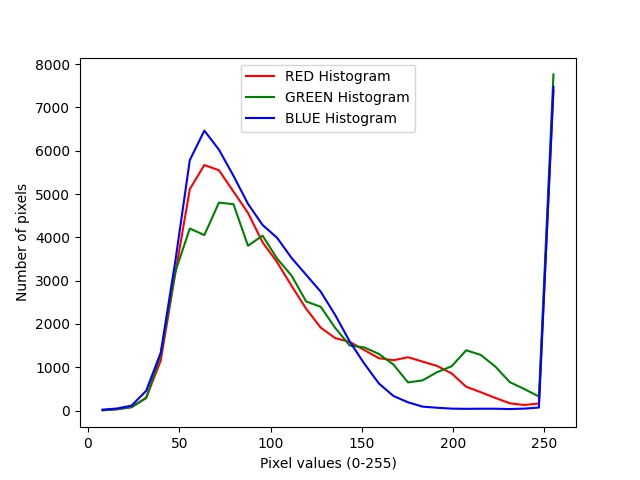 8000
7000
6000
5000
4000
3000
2000
1000
0
Number of pixels
RED Histogram
GREEN Histogram
BLUE Histogram
0 50 100 150 200 250
Pixel values (0-255)